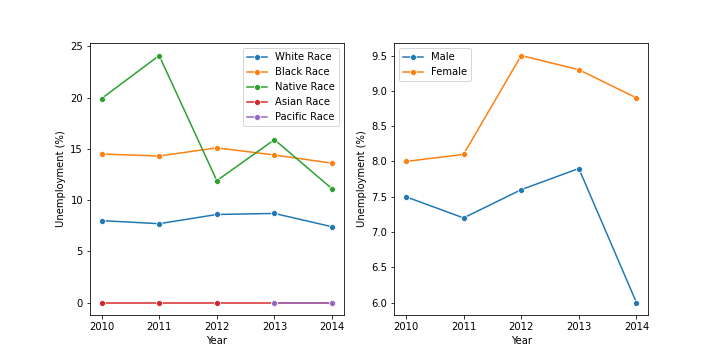 25
20
15
10
5
0
2010 2011 2012 2013 2014
Year
Unemployment (%)
White Race
Black Race
Native Race
Asian Race
Pacific Race
9.5
9.0
8.5
8.0
7.5
7.0
6.5
6.0
2010 2011 2012 2013 2014
Year
Unemployment (%)
Male
Female